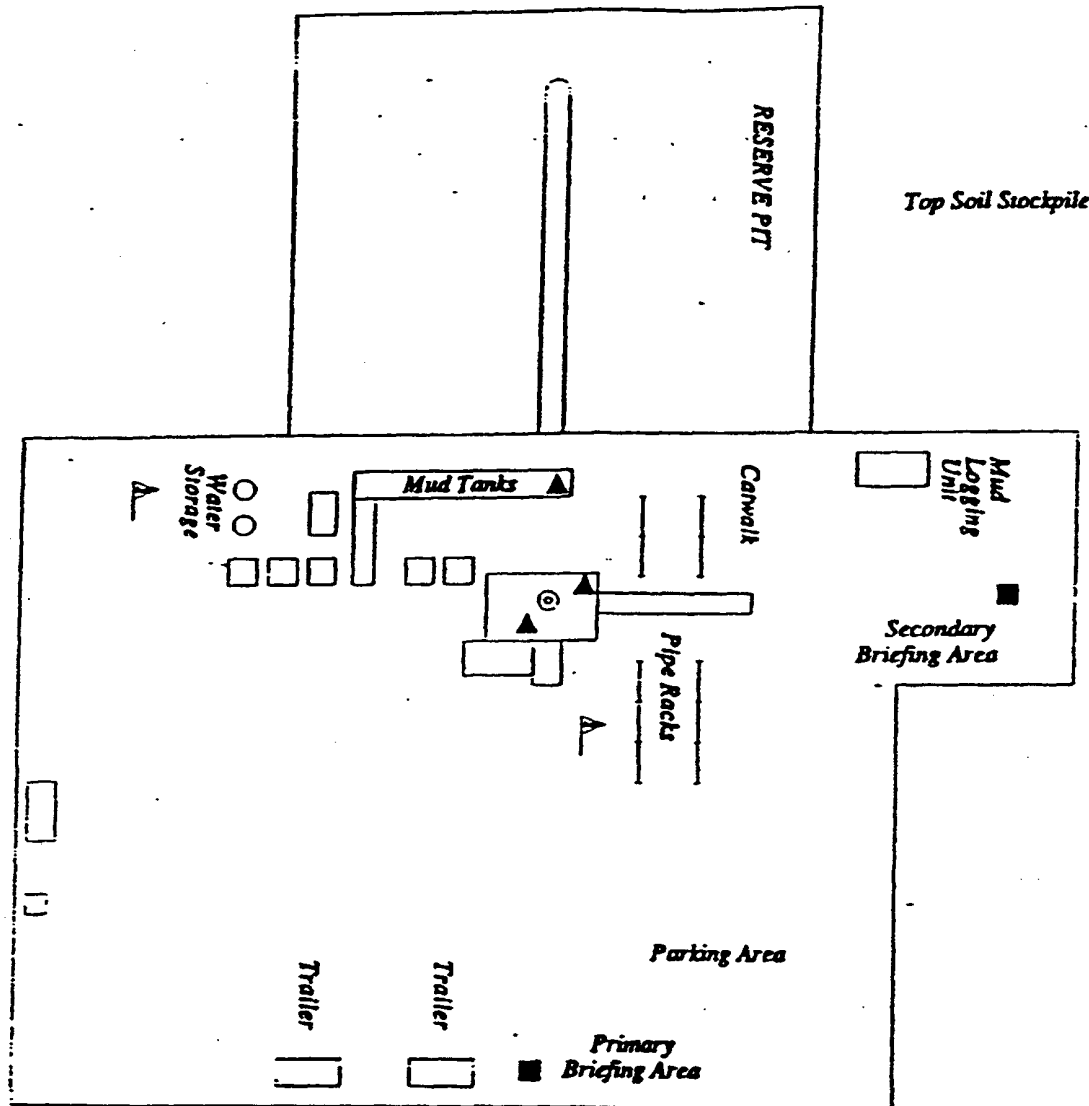 RESERVE PIT
Top Soil Stockpile
Water
Storage
Mud Tanks
Catwalk
Mud
Logging
Unit
Secondary
Briefing Area
Pipe Racks
Parking Area
Trailer
Trailer
Primary
Briefing Area